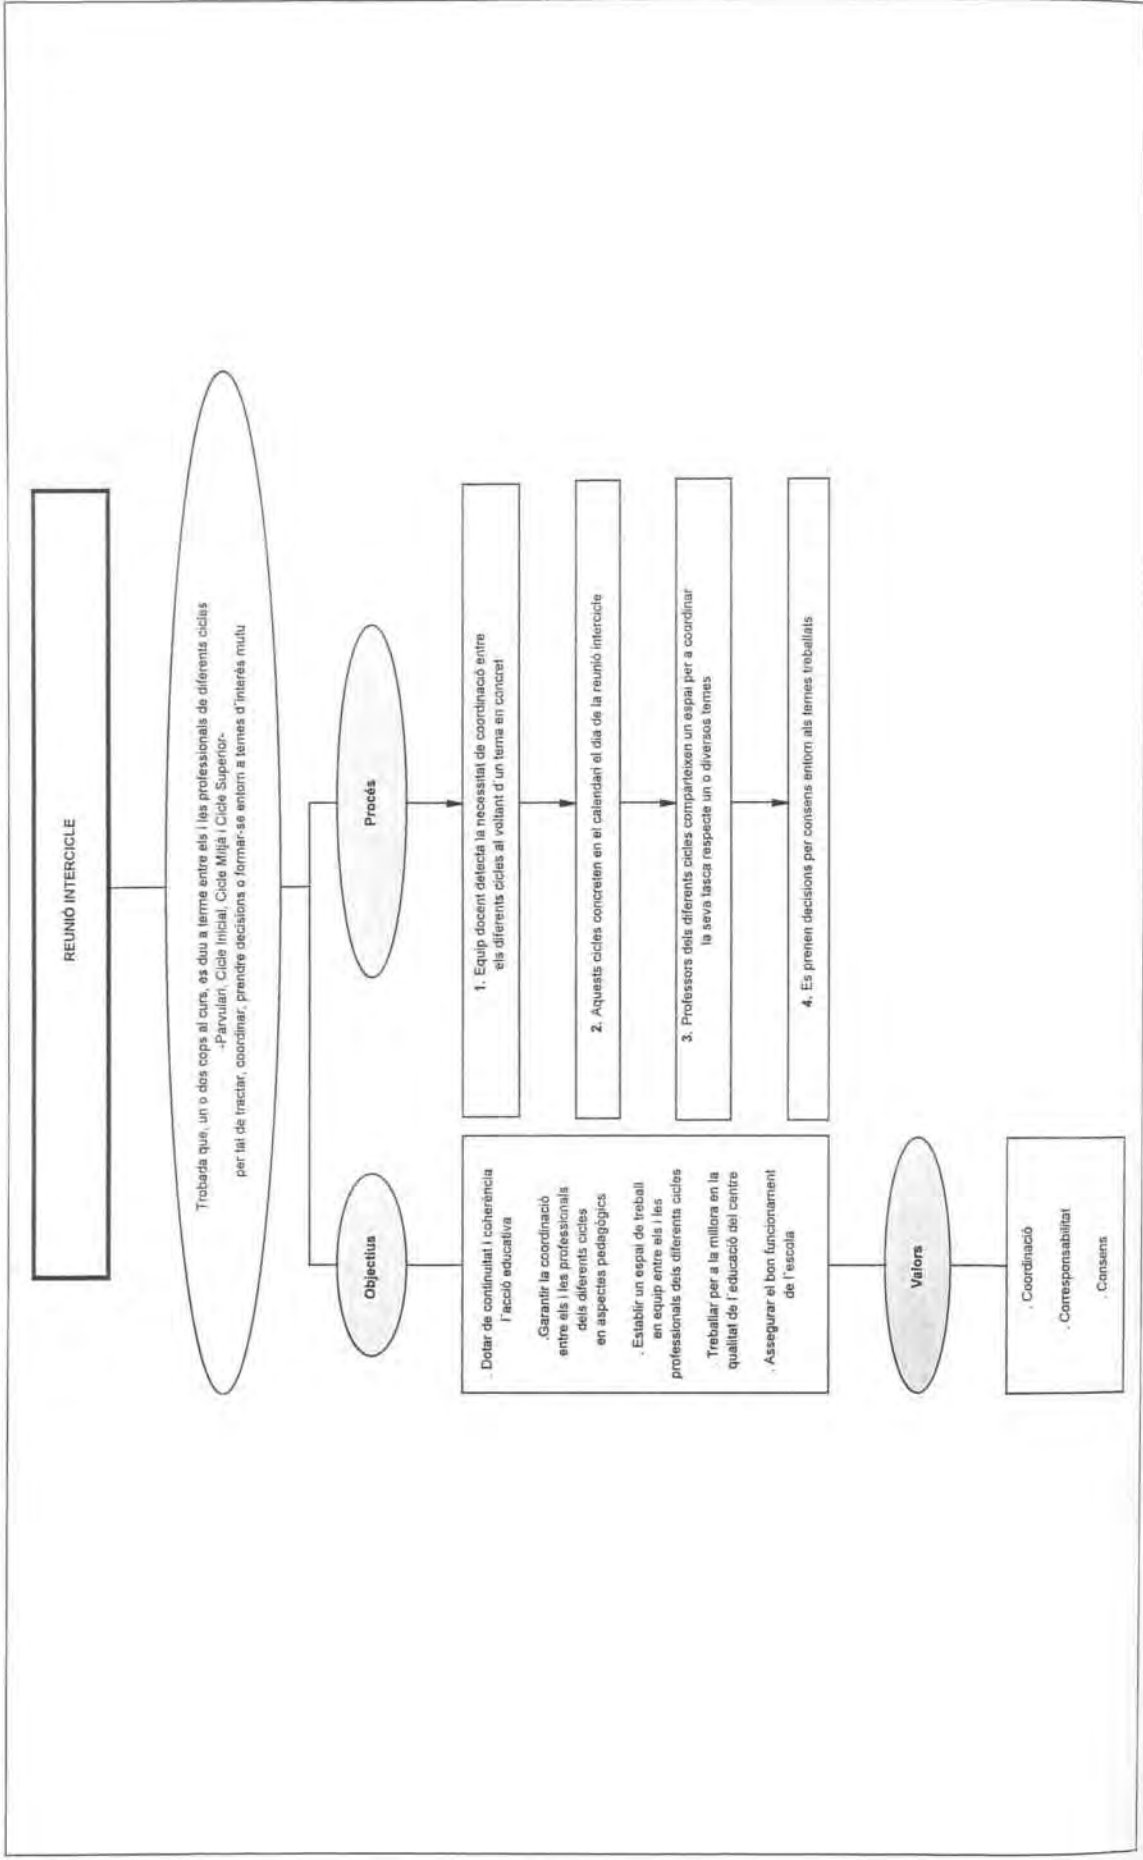 REUNIÓ INTERCICLE
Trobada que, un o dos cops al curs, es duu a terme entre els i les professionals de diferents cicles
-Parvulari, Cicle Inicial, Cicle Mitjà i Cicle Superior-
per tal de tractar, coordinar, prendre decisions o formar-se entorn a temes d'interès mutu
Objectius
. Dotar de continuitat i coherència
l'acció educativa
.Garantir la coordinació
entre els i les professionals
dels diferents cicles
en aspectes pedagògics
. Establir un espai de treball
en equip entre els i les
professionals dels diferents cicles
. Treballar per a la millora en la
qualitat de l'educació del centre
. Assegurar el bon funcionament
de l'escola
Valors
. Coordinació
. Corresponsabilitat
. Consens
Procés
1. Equip docent detecta la necessitat de coordinació entre
els diferents cicles al voltant d'un tema en concret
2. Aquests cicles concreten en el calendari el dia de la reunió intercicle
3. Professors dels diferents cicles comparteixen un espai per a coordinar
la seva tasca respecte un o diversos temes
4. Es prenen decisions per consens entorn als temes treballats